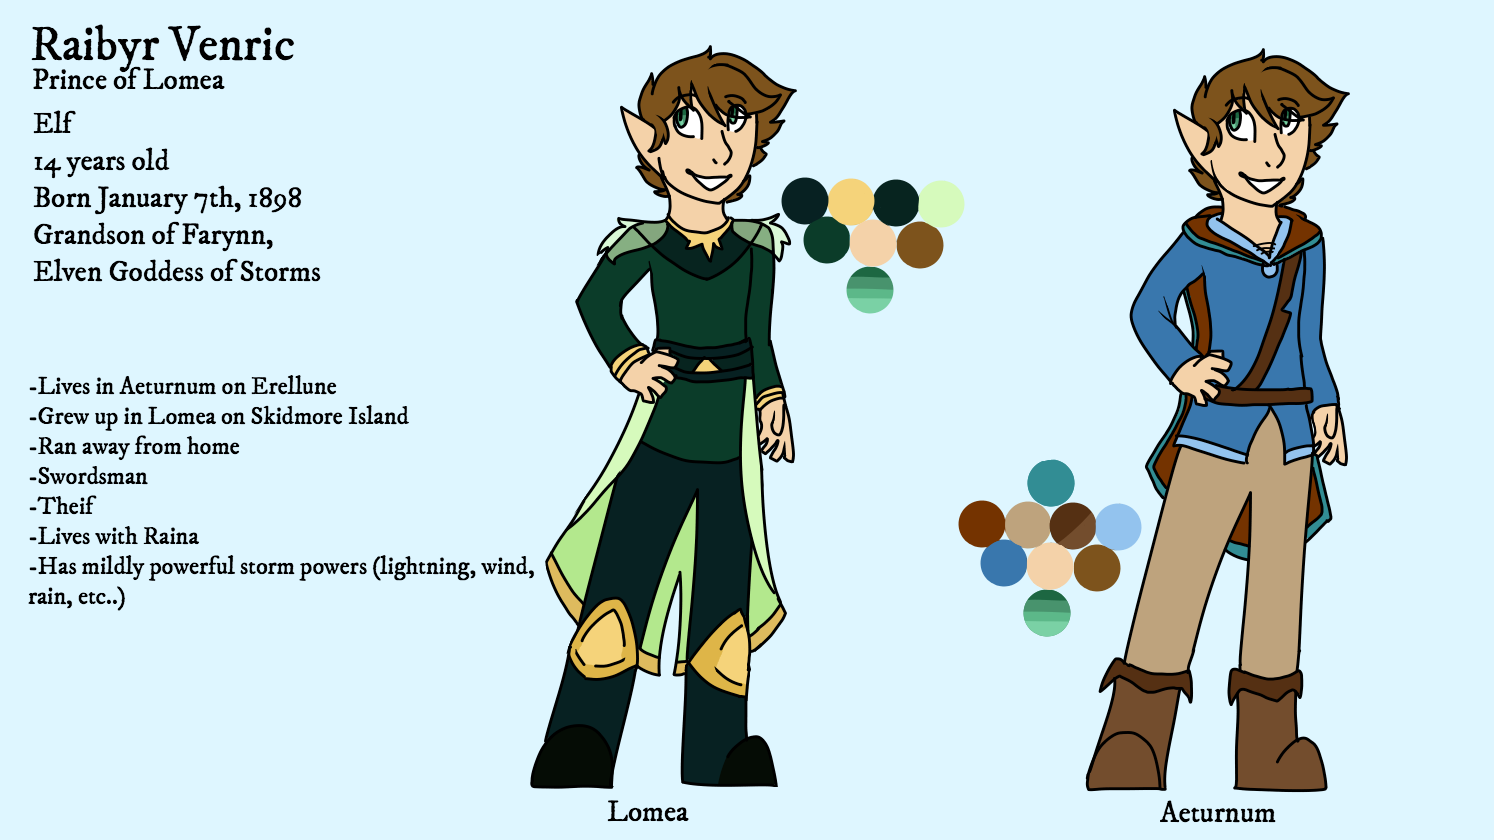 Raibyr Venric
Prince of Lomea
Elf
14 years old
Born January 7th, 1898
Grandson of Farynn,
Elven Goddess of Storms
-Lives in Aeturnum on Erellune
-Grew up in Lomea on Skidmore Island
-Ran away from home
-Swordsman
-Theif
-Lives with Raina
-Has mildly powerful storm powers (lightning, wind,
rain, etc..)
Lomea
Aeturnum